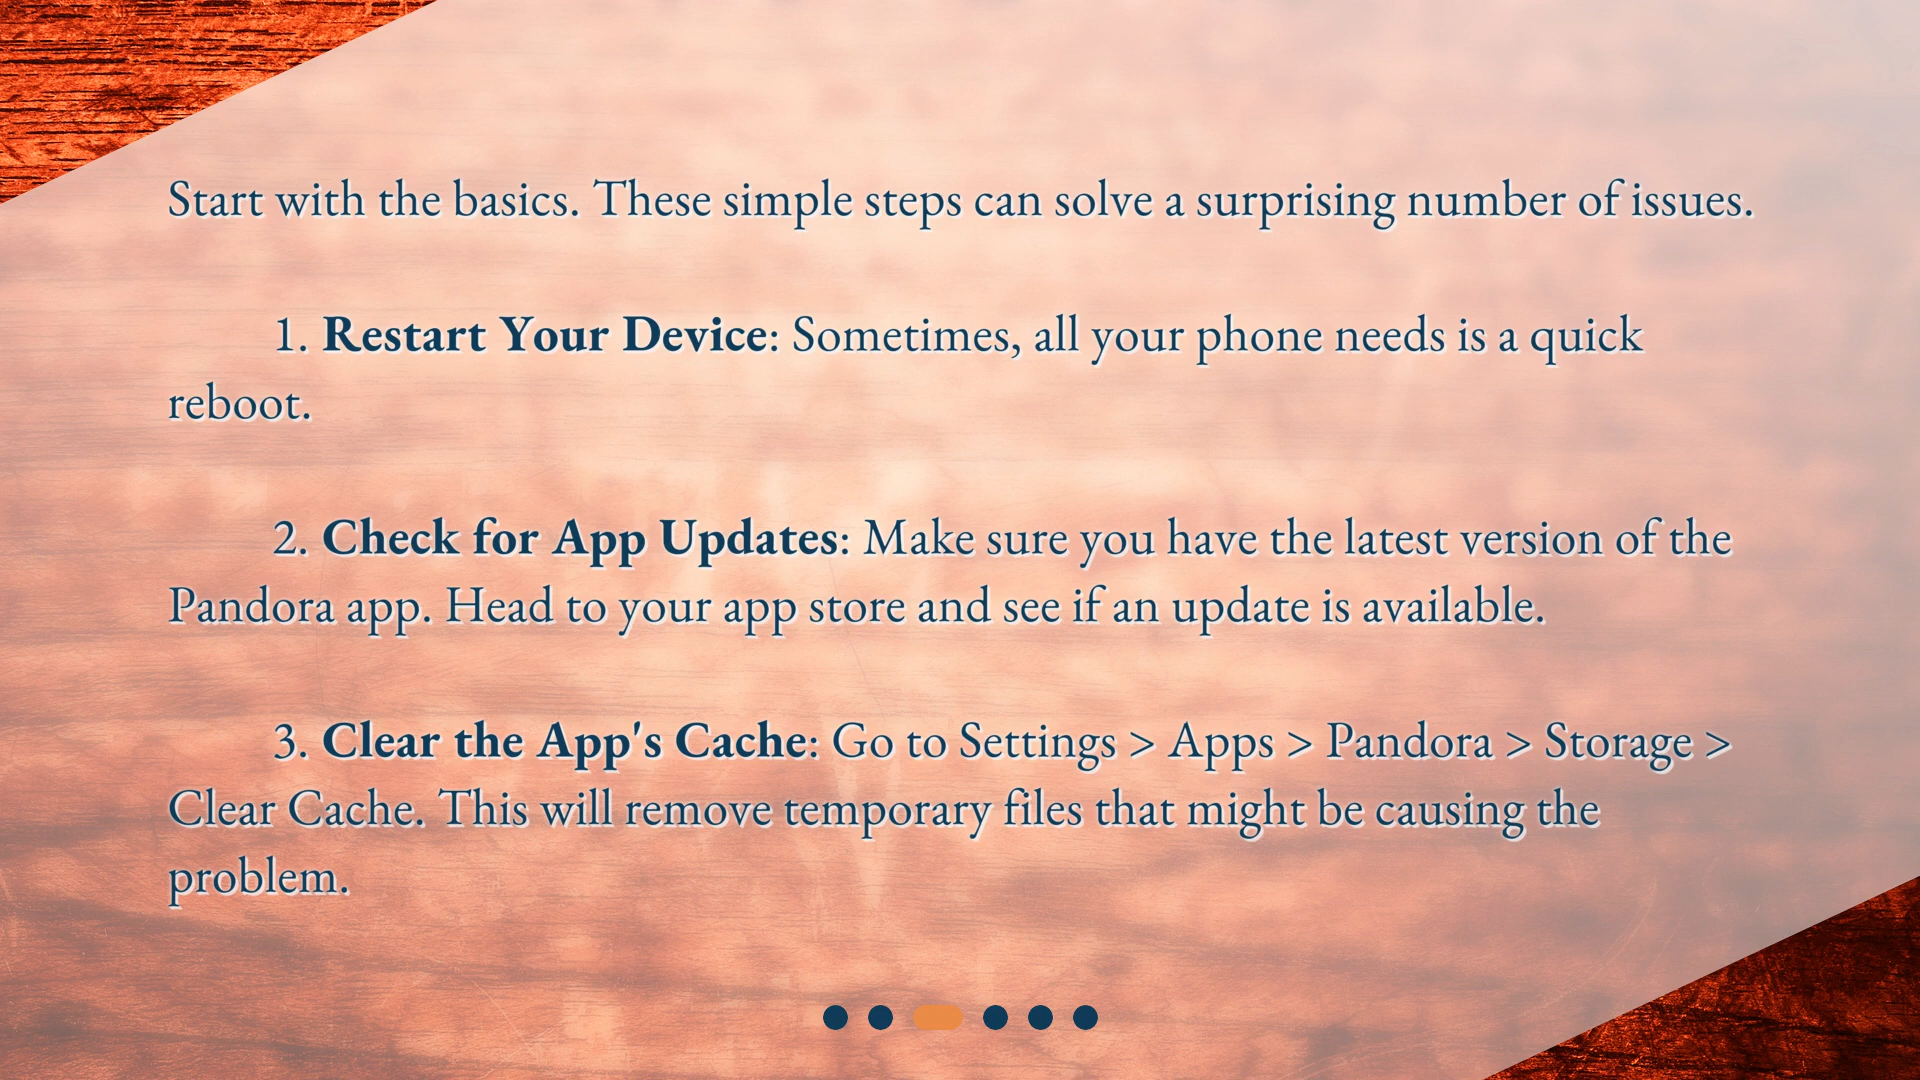 Start with the basics. These simple steps can solve a surprising number of issues.
1. Restart Your Device: Sometimes, all your phone needs is a quick
reboot.
2. Check for App Updates: Make sure you have the latest version of the
Pandora app. Head to your app store and see if an update is available.
3. Clear the App's Cache: Go to Settings > Apps > Pandora > Storage >
Clear Cache. This will remove temporary files that might be causing the
problem.